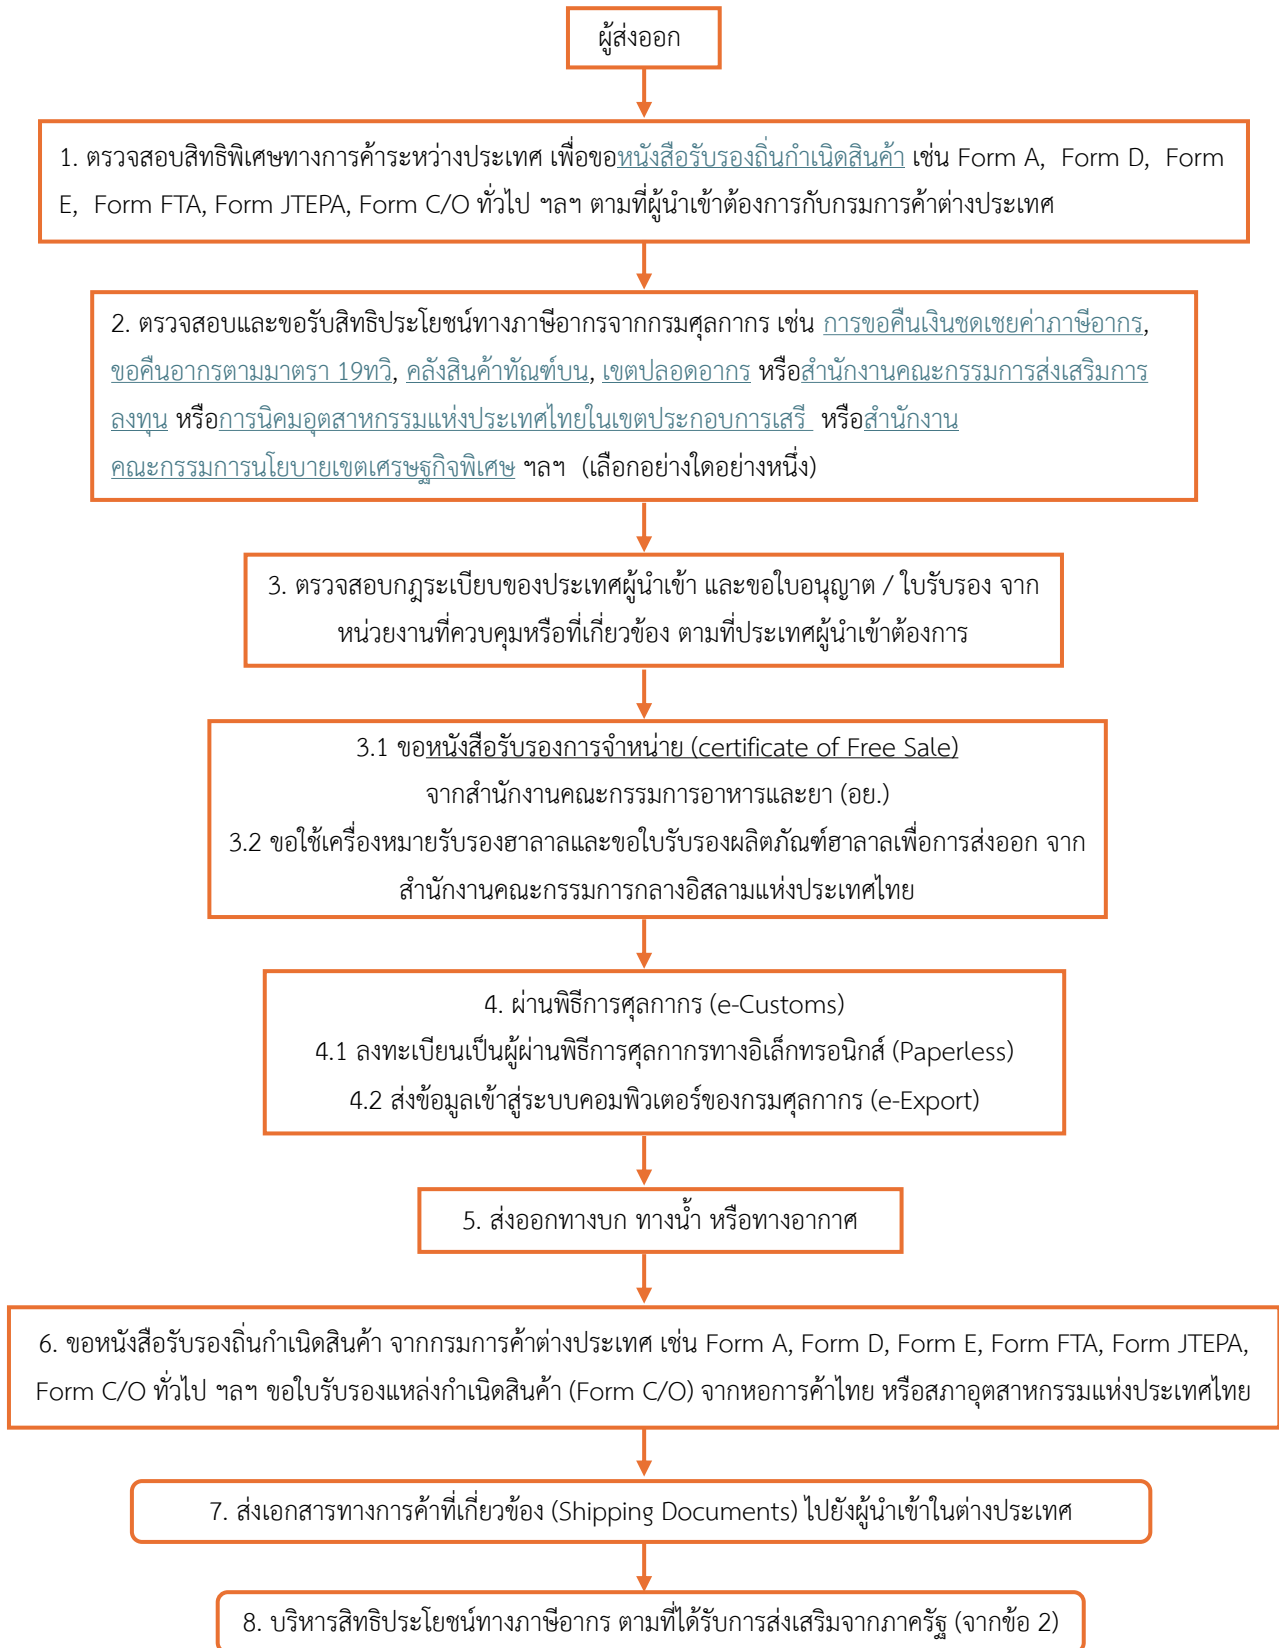 ผู้ส่งออก
1. ตรวจสอบสิทธิพิเศษทางการค้าระหว่างประเทศ เพื่อขอหนังสือรับรองถิ่นกำเนิดสินค้า เช่น Form A, Form D, Form
E, Form FTA, Form JTEPA, Form C/O ทั่วไป ฯลฯ ตามที่ผู้นำเข้าต้องการกับกรมการค้าต่างประเทศ
2. ตรวจสอบและขอรับสิทธิประโยชน์ทางภาษีอากรจากกรมศุลกากร เช่น การขอคืนเงินชดเชยค่าภาษีอากร,
ขอคืนอากรตามมาตรา 19ทวิ, คลังสินค้าทัณฑ์บน, เขตปลอดอากร หรือสำนักงานคณะกรรมการส่งเสริมการ
ลงทุน หรือการนิคมอุตสาหกรรมแห่งประเทศไทยในเขตประกอบการเสรี หรือสำนักงาน
คณะกรรมการนโยบายเขตเศรษฐกิจพิเศษ ฯลฯ (เลือกอย่างใดอย่างหนึ่ง)
3. ตรวจสอบกฎระเบียบของประเทศผู้นำเข้า และขอใบอนุญาต / ใบรับรอง จาก
หน่วยงานที่ควบคุมหรือที่เกี่ยวข้อง ตามที่ประเทศผู้นำเข้าต้องการ
3.1 ขอหนังสือรับรองการจำหน่าย (certificate of Free Sale)
จากสำนักงานคณะกรรมการอาหารและยา (อย.)
3.2 ขอใช้เครื่องหมายรับรองฮาลาลและขอใบรับรองผลิตภัณฑ์ฮาลาลเพื่อการส่งออก จาก
สำนักงานคณะกรรมการกลางอิสลามแห่งประเทศไทย
4. ผ่านพิธีการศุลกากร (e-Customs)
4.1 ลงทะเบียนเป็นผู้ผ่านพิธีการศุลกากรทางอิเล็กทรอนิกส์ (Paperless)
4.2 ส่งข้อมูลเข้าสู่ระบบคอมพิวเตอร์ของกรมศุลกากร (e-Export)
5. ส่งออกทางบก ทางน้ำ หรือทางอากาศ
6. ขอหนังสือรับรองถิ่นกำเนิดสินค้า จากกรมการค้าต่างประเทศ เช่น Form A, Form D, Form E, Form FTA, Form JTEPA,
Form C/O ทั่วไป ฯลฯ ขอใบรับรองแหล่งกำเนิดสินค้า (Form C/O) จากหอการค้าไทย หรือสภาอุตสาหกรรมแห่งประเทศไทย
7. ส่งเอกสารทางการค้าที่เกี่ยวข้อง (Shipping Documents) ไปยังผู้นำเข้าในต่างประเทศ
8. บริหารสิทธิประโยชน์ทางภาษีอากร ตามที่ได้รับการส่งเสริมจากภาครัฐ (จากข้อ 2)